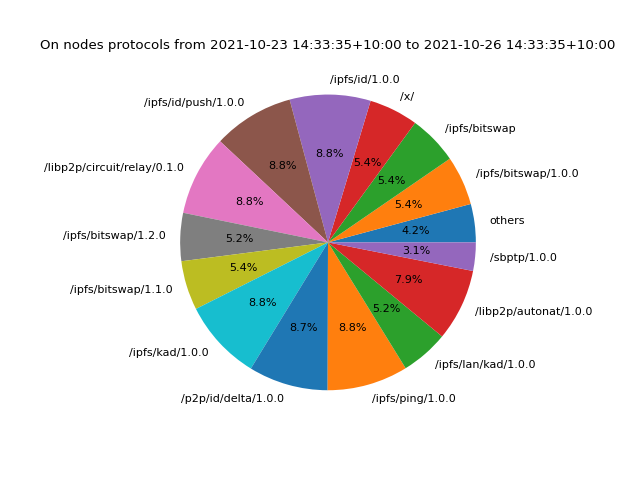 On nodes protocols from 2021-10-23 14:33:35+10:00 to 2021-10-26 14:33:35+10:00
/ipfs/id/1.0.0
/x/
/ipfs/id/push/1.0.0
/ipfs/bitswap
/libp2p/circuit/relay/0.1.0
/ipfs/bitswap/1.0.0
/ipfs/bitswap/1.2.0
others
/ipfs/bitswap/1.1.0
/sbptp/1.0.0
/ipfs/kad/1.0.0
/libp2p/autonat/1.0.0
/p2p/id/delta/1.0.0
/ipfs/lan/kad/1.0.0
/ipfs/ping/1.0.0
8.8%
5.4%
8.8%
5.4%
8.8%
5.4%
5.2%
4.2%
5.4%
3.1%
8.8%
7.9%
8.7%
5.2%
8.8%